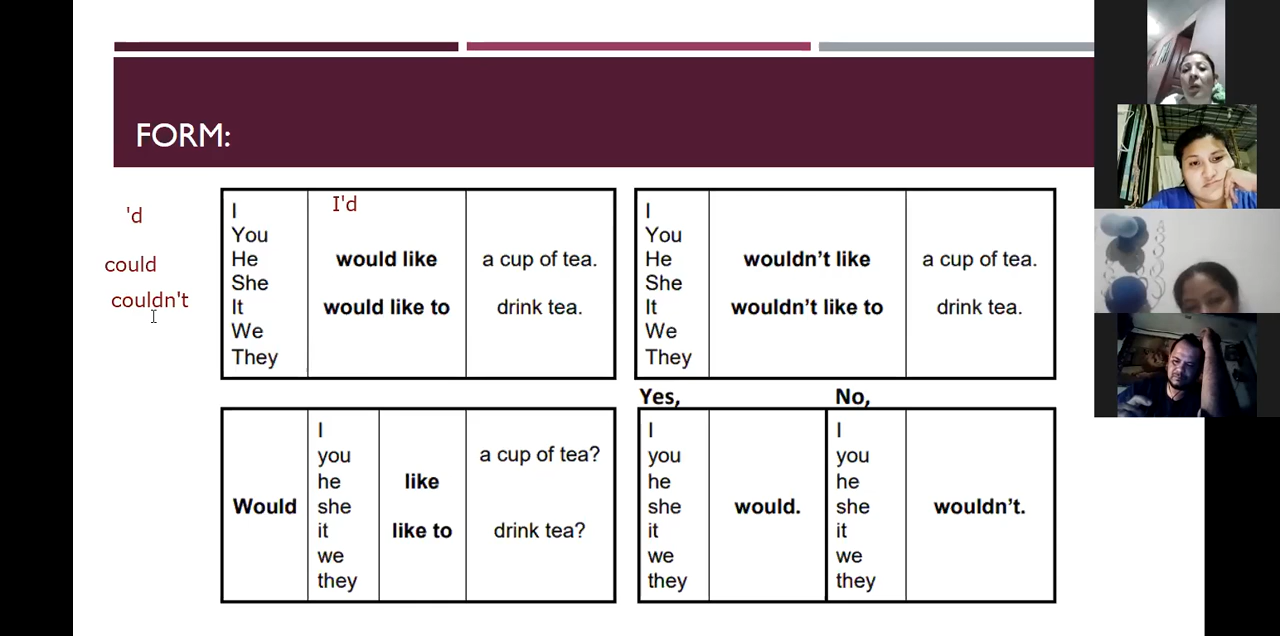 FORM:
'd
could
couldn't
I
You
He
She
It
We
They
I'd
would like
would like to
a cup of tea.
drink tea.
I
You
He
She
It
We
They
wouldn't like
wouldn't like to
a cup of tea.
drink tea.
Would
I
you
he
she
it
we
they
like
like to
a cup of tea?
drink tea?
Yes,
I
you
he
she
it
we
they
would.
No,
I
you
he
she
it
we
they
wouldn't.